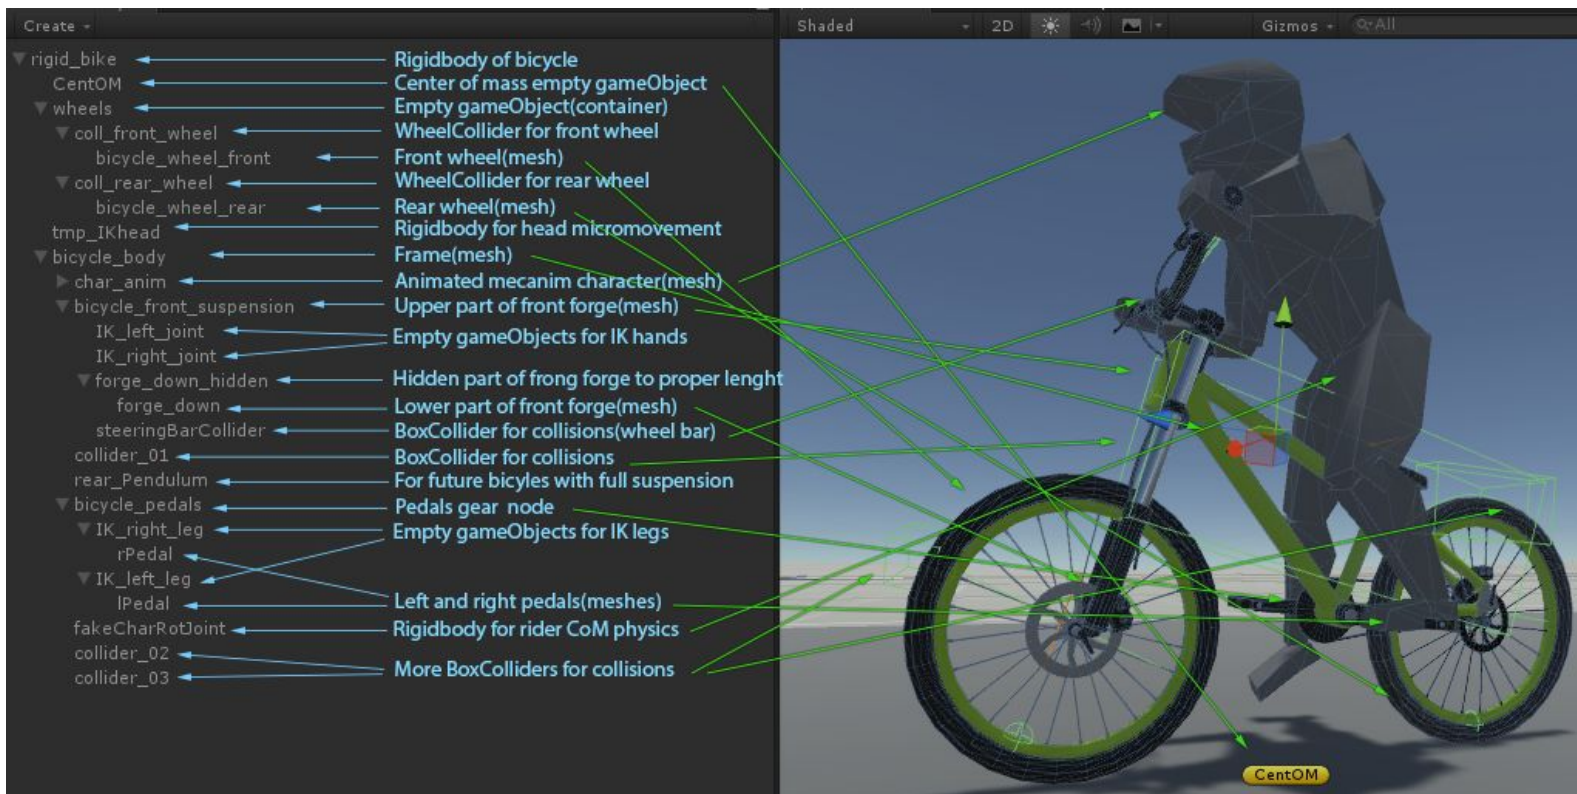 Create
Shaded
2D
Gizmos
All
rigid_bike
Rigidbody of bicycle
CentOM
Center of mass empty gameObject
wheels
Empty gameObject(container)
coll_front_wheel
WheelCollider for front wheel
bicycle_wheel_front
Front wheel(mesh)
coll_rear_wheel
WheelCollider for rear wheel
bicycle_wheel_rear
Rear wheel(mesh)
tmp_IKhead
Rigidbody for head micromovement
bicycle_body
Frame(mesh)
char_anim
Animated mecanim character(mesh)
bicycle_front_suspension
Upper part of front forge(mesh)
IK_left_joint
Empty gameObjects for IK hands
IK_right_joint
forge_down_hidden
Hidden part of frong forge to proper lenght
forge_down
Lower part of front forge(mesh)
steeringBarCollider
BoxCollider for collisions(wheel bar)
collider_01
BoxCollider for collisions
rear_Pendulum
For future bicyles with full suspension
bicycle_pedals
Pedals gear node
IK_right_leg
Empty gameObjects for IK legs
rPedal
IK_left_leg
lPedal
Left and right pedals(meshes)
fakeCharRotJoint
Rigidbody for rider CoM physics
collider_02
More BoxColliders for collisions
collider_03
CentOM